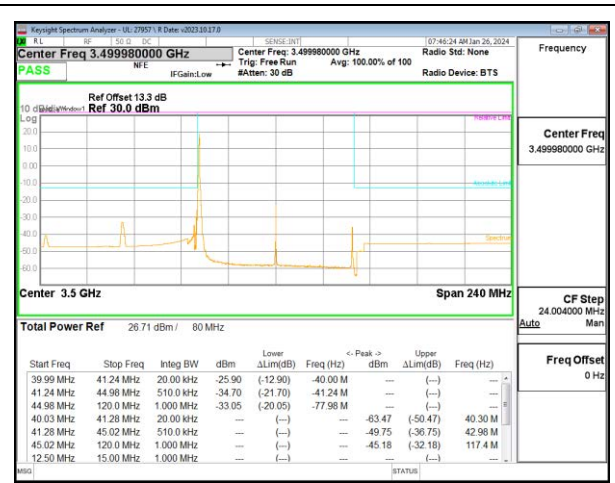 Keysight Spectrum Analyzer - UL: 27957 \ R Date: v2023.10.17.0
RL RF 50 Ω DC SENSE:INT 07:46:24 AM Jan 26, 2024
Center Freq 3.499980000 GHz
Center Freq: 3.499980000 GHz
Radio Std: None
PASS
NFE
IFGain:Low
Trig: Free Run
Avg: 100.00% of 100
#Atten: 30 dB
Radio Device: BTS
Frequency
Ref Offset 13.3 dB
10 dB/div
Ref 30.0 dBm
Log
Relative Limit
20.0
10.0
0.00
-10.0
-20.0
-30.0
-40.0
Spectrum
-50.0
-60.0
Center 3.5 GHz
Span 240 MHz
Center Freq
3.499980000 GHz
CF Step
24.004000 MHz
Auto Man
Freq Offset
0 Hz
Total Power Ref 26.71 dBm / 80 MHz
Lower <- Peak -> Upper
Start Freq Stop Freq Integ BW dBm ΔLim(dB) Freq (Hz) dBm ΔLim(dB) Freq (Hz)
39.99 MHz 41.24 MHz 20.00 kHz -25.90 (-12.90) -40.00 M --- (---) ---
41.24 MHz 44.98 MHz 510.0 kHz -34.70 (-21.70) -41.24 M --- (---) ---
44.98 MHz 120.0 MHz 1.000 MHz -33.05 (-20.05) -77.98 M --- (---) ---
40.03 MHz 41.28 MHz 20.00 kHz --- (---) --- -63.47 (-50.47) 40.30 M
41.28 MHz 45.02 MHz 510.0 kHz --- (---) --- -49.75 (-36.75) 42.98 M
45.02 MHz 120.0 MHz 1.000 MHz --- (---) --- -45.18 (-32.18) 117.4 M
12.50 MHz 15.00 MHz 1.000 MHz --- (---) --- --- (---) ---
MSG STATUS